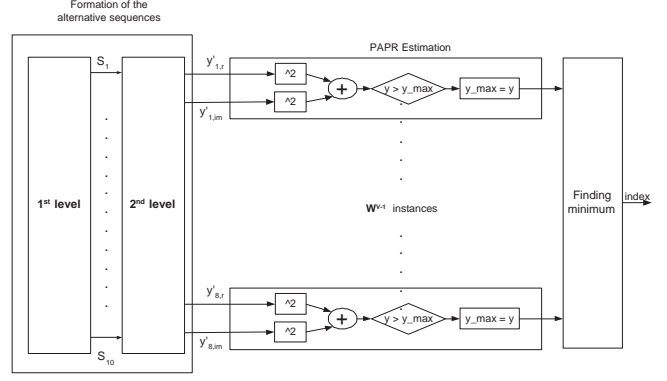 Formation of the
alternative sequences
PAPR Estimation
S1
y'1,r
^2
+
y > y_max
y_max = y
y'1,im
^2
1st level
2nd level
WV-1 instances
Finding
minimum
index
y'8,r
^2
+
y > y_max
y_max = y
y'8,im
^2
S10